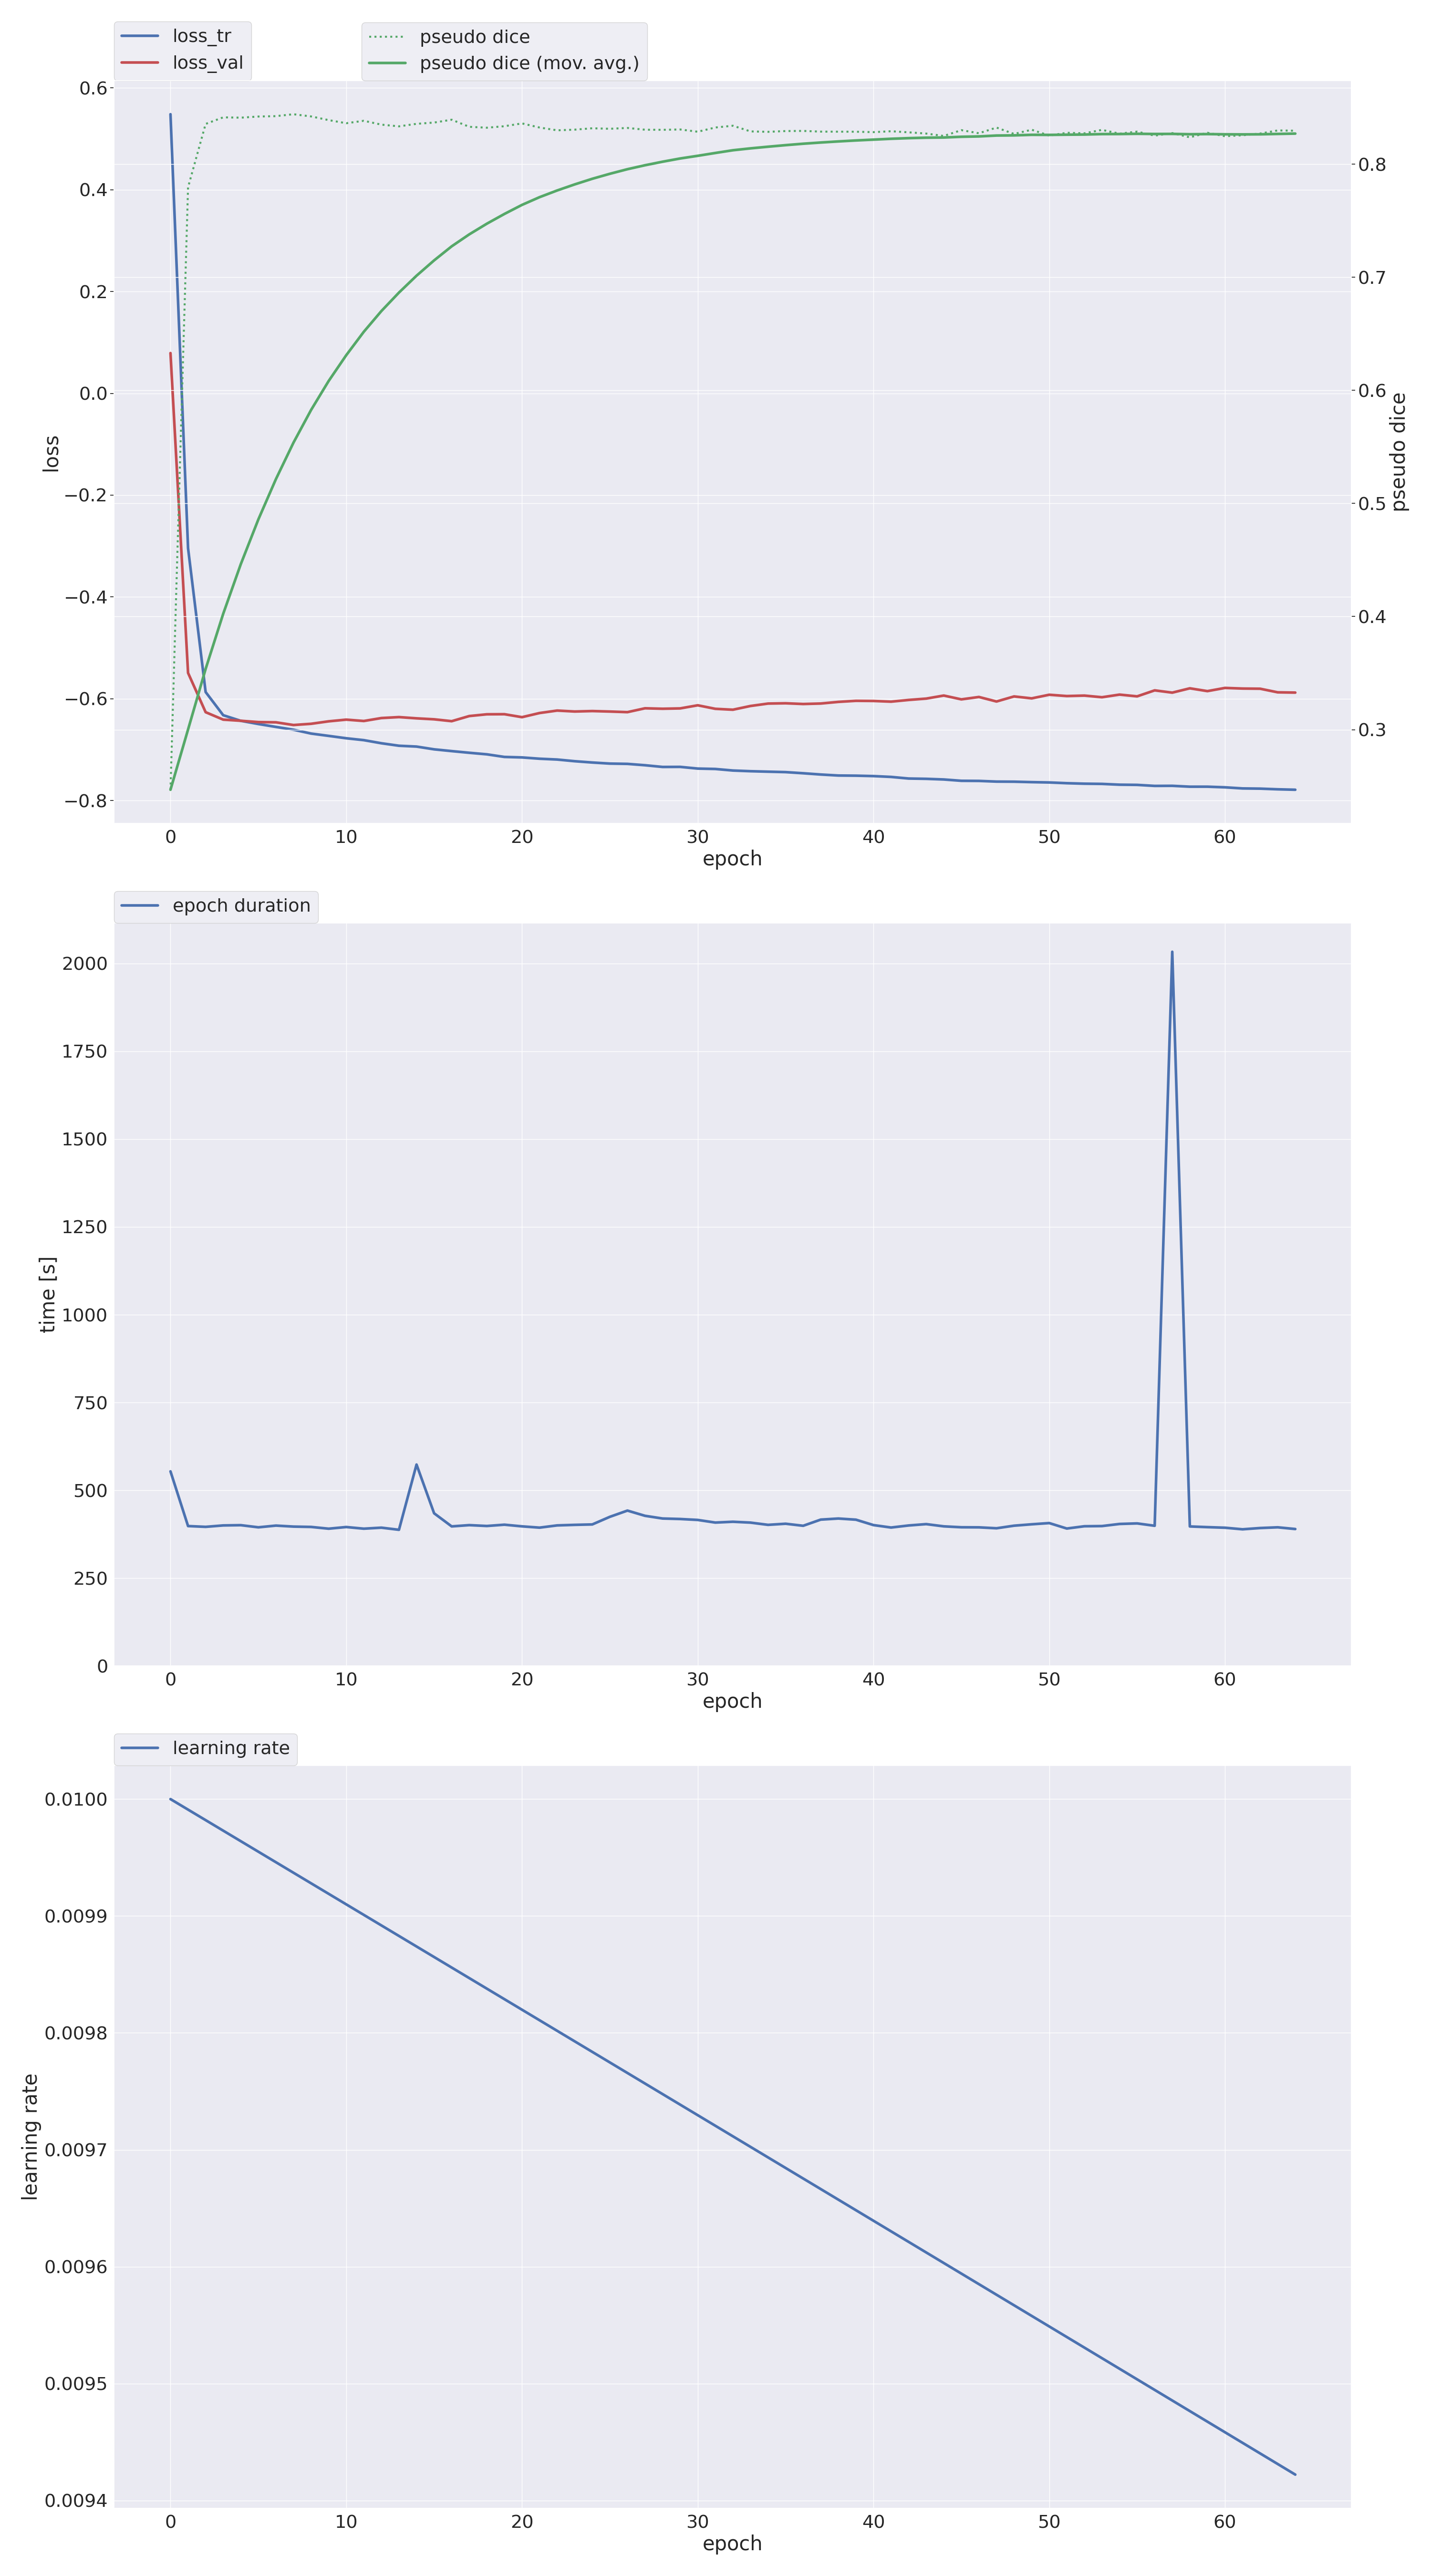 loss_tr
loss_val
pseudo dice
pseudo dice (mov. avg.)
0.6
0.4
0.2
0.0
−0.2
−0.4
−0.6
−0.8
loss
0.8
0.7
0.6
0.5
0.4
0.3
pseudo dice
0 10 20 30 40 50 60
epoch
epoch duration
2000
1750
1500
1250
1000
750
500
250
0
time [s]
0 10 20 30 40 50 60
epoch
learning rate
0.0100
0.0099
0.0098
0.0097
0.0096
0.0095
0.0094
learning rate
0 10 20 30 40 50 60
epoch